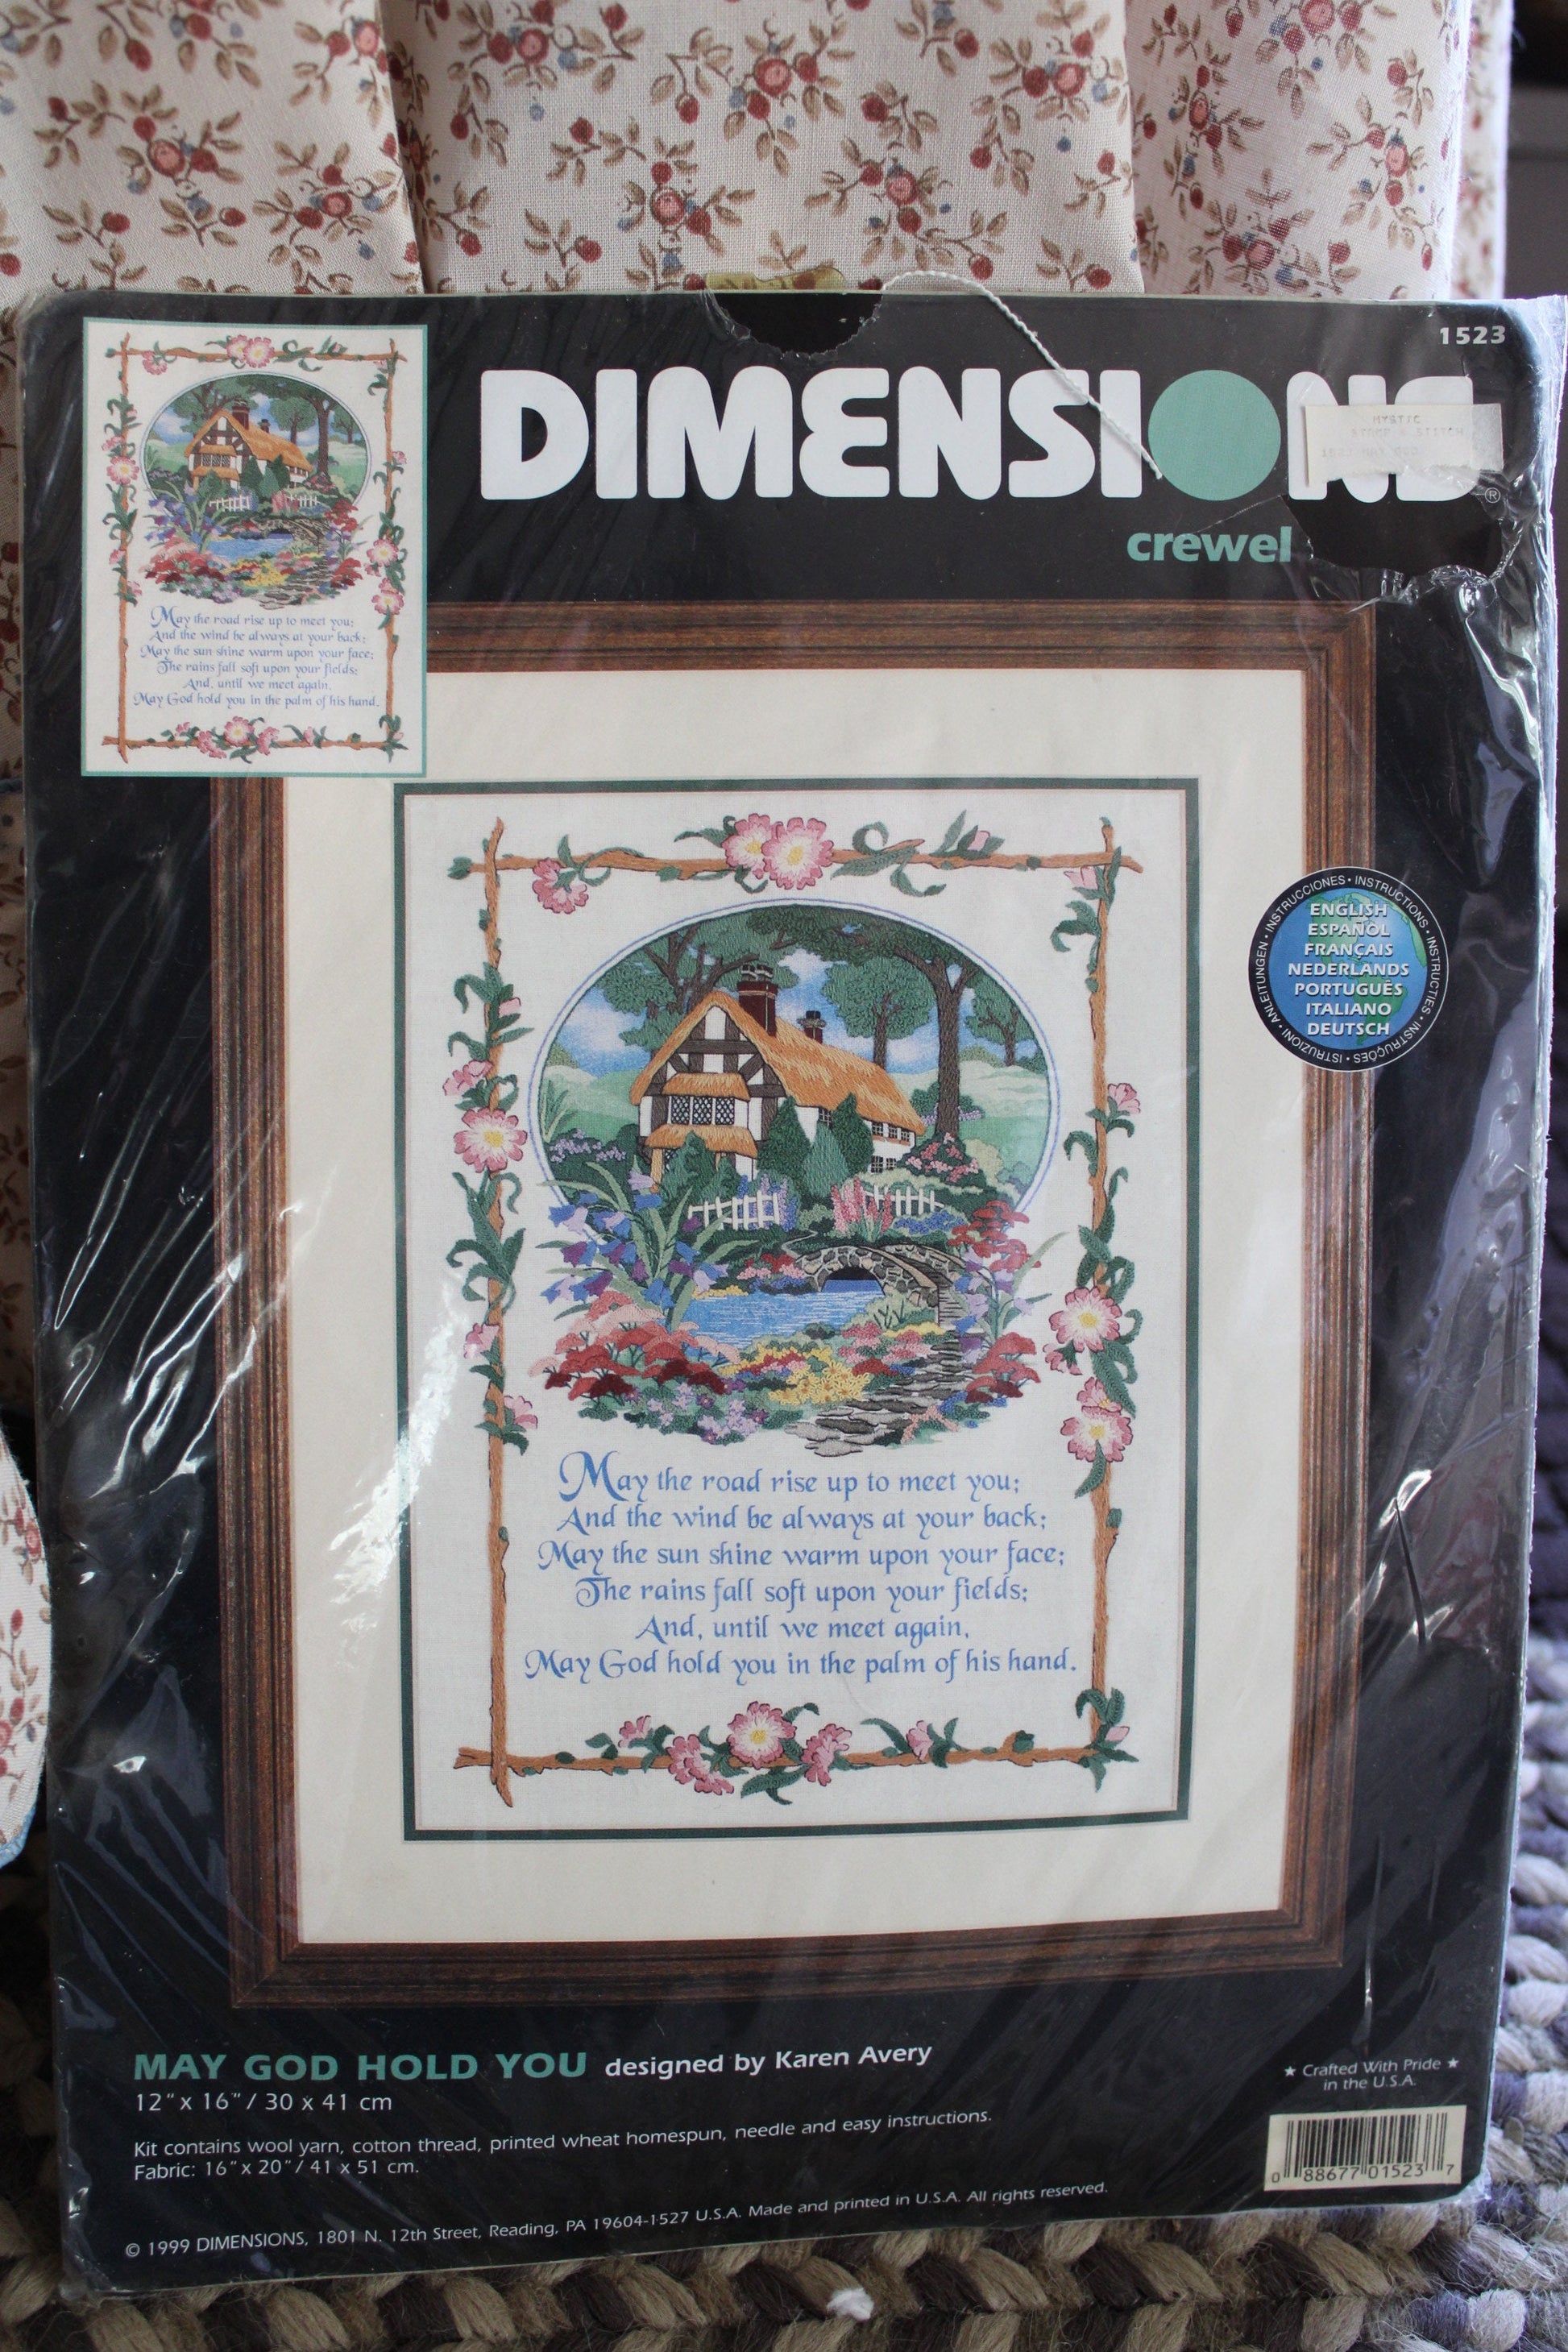 1523
DIMENSIONS®
MYSTIC
STAMP & STITCH
crewel
May the road rise up to meet you;
And the wind be always at your back;
May the sun shine warm upon your face;
The rains fall soft upon your fields;
And, until we meet again,
May God hold you in the palm of his hand.
INSTRUCCIONES • INSTRUCTIONS • INSTRUCTIES • INSTRUÇÕES • ISTRUZIONI • ANLEITUNGEN •
ENGLISH
ESPAÑOL
FRANÇAIS
NEDERLANDS
PORTUGUÊS
ITALIANO
DEUTSCH
May the road rise up to meet you;
And the wind be always at your back;
May the sun shine warm upon your face;
The rains fall soft upon your fields;
And, until we meet again,
May God hold you in the palm of his hand.
MAY GOD HOLD YOU designed by Karen Avery
12" x 16" / 30 x 41 cm
★ Crafted With Pride ★
in the U.S.A.
Kit contains wool yarn, cotton thread, printed wheat homespun, needle and easy instructions.
Fabric: 16" x 20" / 41 x 51 cm.
0 88677 01523 7
© 1999 DIMENSIONS, 1801 N. 12th Street, Reading, PA 19604-1527 U.S.A. Made and printed in U.S.A. All rights reserved.